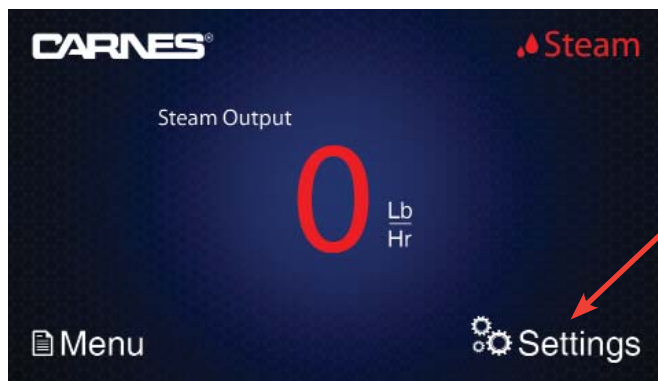 CARNES®
Steam
Steam Output
0
Lb
Hr
Menu
Settings